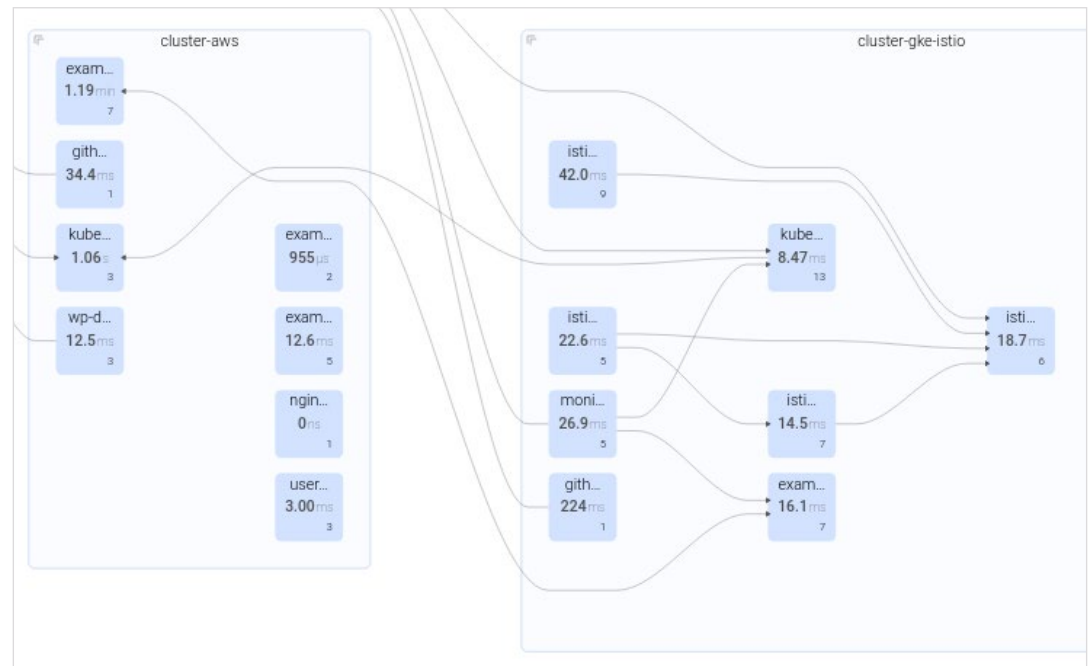 cluster-aws
exam...
1.19min
7
gith...
34.4ms
1
kube...
1.06s
3
wp-d...
12.5ms
3
exam...
955µs
2
exam...
12.6ms
5
ngin...
0ns
1
user...
3.00ms
3
cluster-gke-istio
isti...
42.0ms
9
isti...
22.6ms
5
moni...
26.9ms
5
gith...
224ms
1
kube...
8.47ms
13
isti...
14.5ms
7
exam...
16.1ms
7
isti...
18.7ms
6